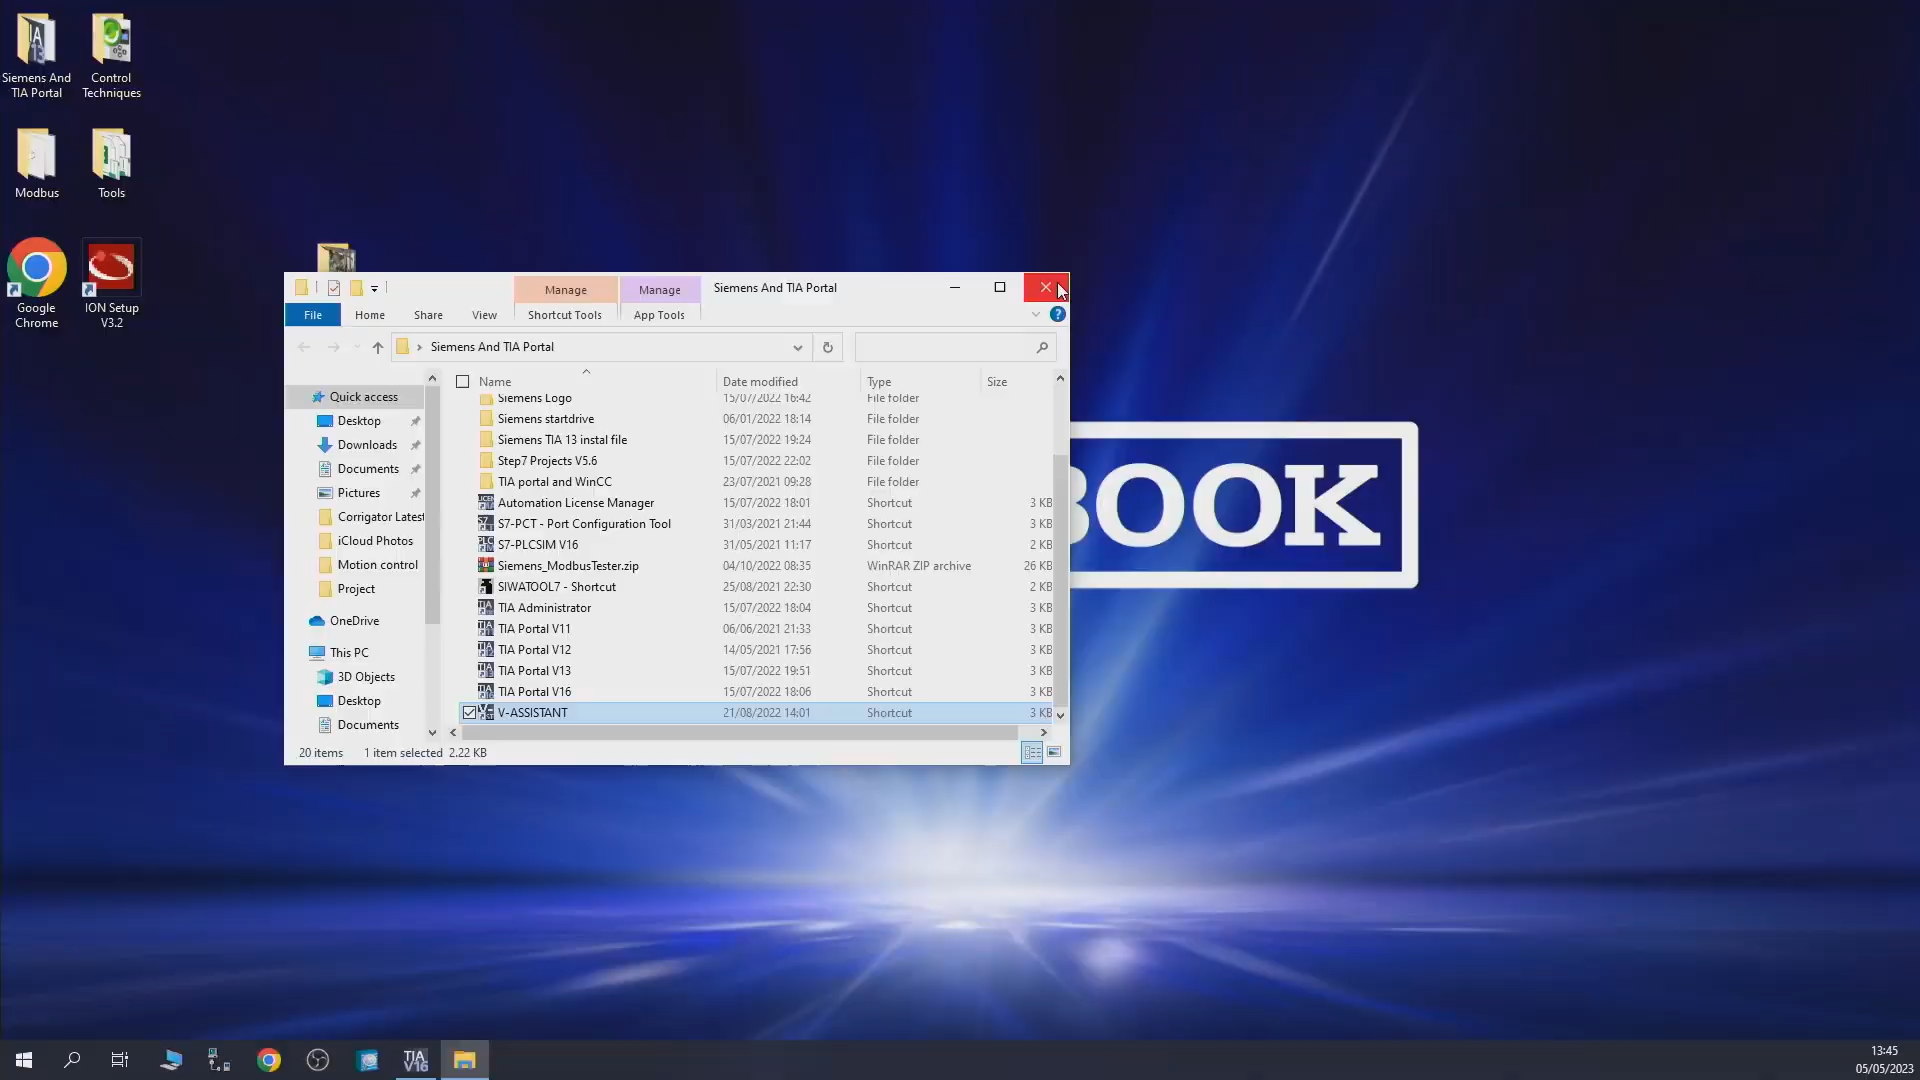 Siemens And
TIA Portal
Control
Techniques
Modbus
Tools
Google
Chrome
ION Setup
V3.2
Manage
Manage
Siemens And TIA Portal
File
Home
Share
View
Shortcut Tools
App Tools
Siemens And TIA Portal
Name
Date modified
Type
Size
Quick access
Desktop
Downloads
Documents
Pictures
Corrigator Latest
iCloud Photos
Motion control
Project
OneDrive
This PC
3D Objects
Desktop
Documents
Siemens Logo 15/07/2022 16:42 File folder
Siemens startdrive 06/01/2022 18:14 File folder
Siemens TIA 13 instal file 15/07/2022 19:24 File folder
Step7 Projects V5.6 15/07/2022 22:02 File folder
TIA portal and WinCC 23/07/2021 09:28 File folder
Automation License Manager 15/07/2022 18:01 Shortcut 3 KB
S7-PCT - Port Configuration Tool 31/03/2021 21:44 Shortcut 3 KB
S7-PLCSIM V16 31/05/2021 11:17 Shortcut 2 KB
Siemens_ModbusTester.zip 04/10/2022 08:35 WinRAR ZIP archive 26 KB
SIWATOOL7 - Shortcut 25/08/2021 22:30 Shortcut 2 KB
TIA Administrator 15/07/2022 18:04 Shortcut 3 KB
TIA Portal V11 06/06/2021 21:33 Shortcut 3 KB
TIA Portal V12 14/05/2021 17:56 Shortcut 3 KB
TIA Portal V13 15/07/2022 19:51 Shortcut 3 KB
TIA Portal V16 15/07/2022 18:06 Shortcut 3 KB
V-ASSISTANT 21/08/2022 14:01 Shortcut 3 KB
20 items 1 item selected 2.22 KB
BOOK
TIA
V16
13:45
05/05/2023